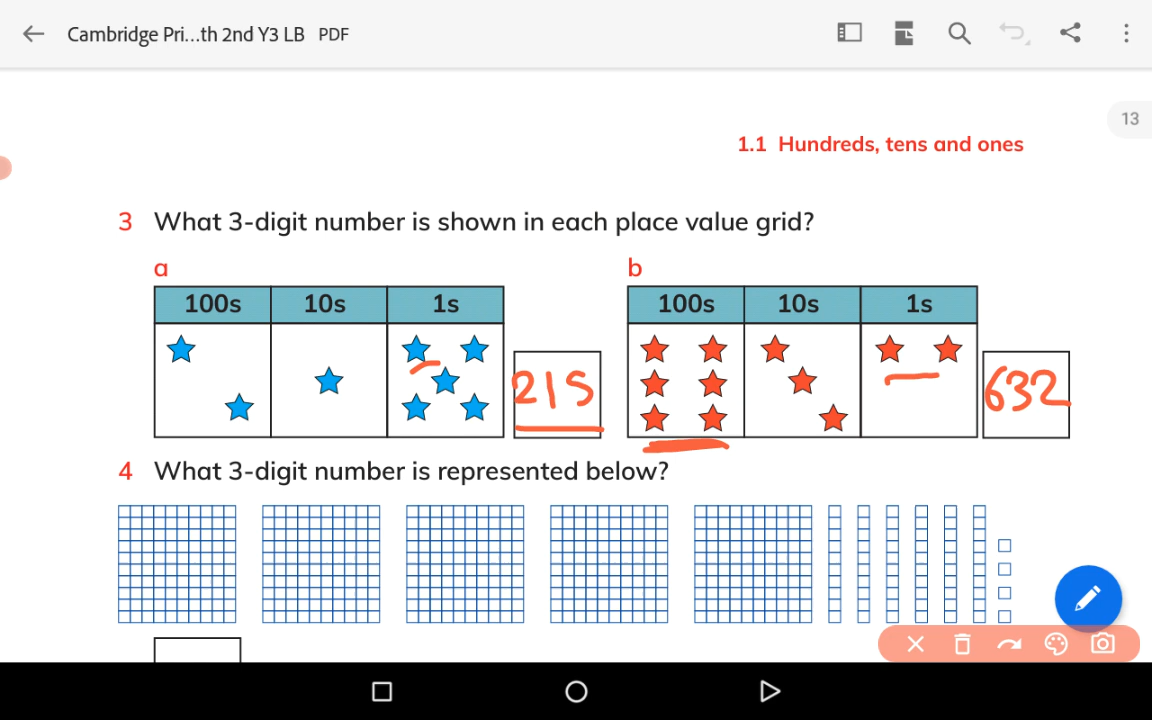 Cambridge Pri...th 2nd Y3 LB PDF
13
1.1 Hundreds, tens and ones
3 What 3-digit number is shown in each place value grid?
a
100s 10s 1s
215
b
100s 10s 1s
632
4 What 3-digit number is represented below?